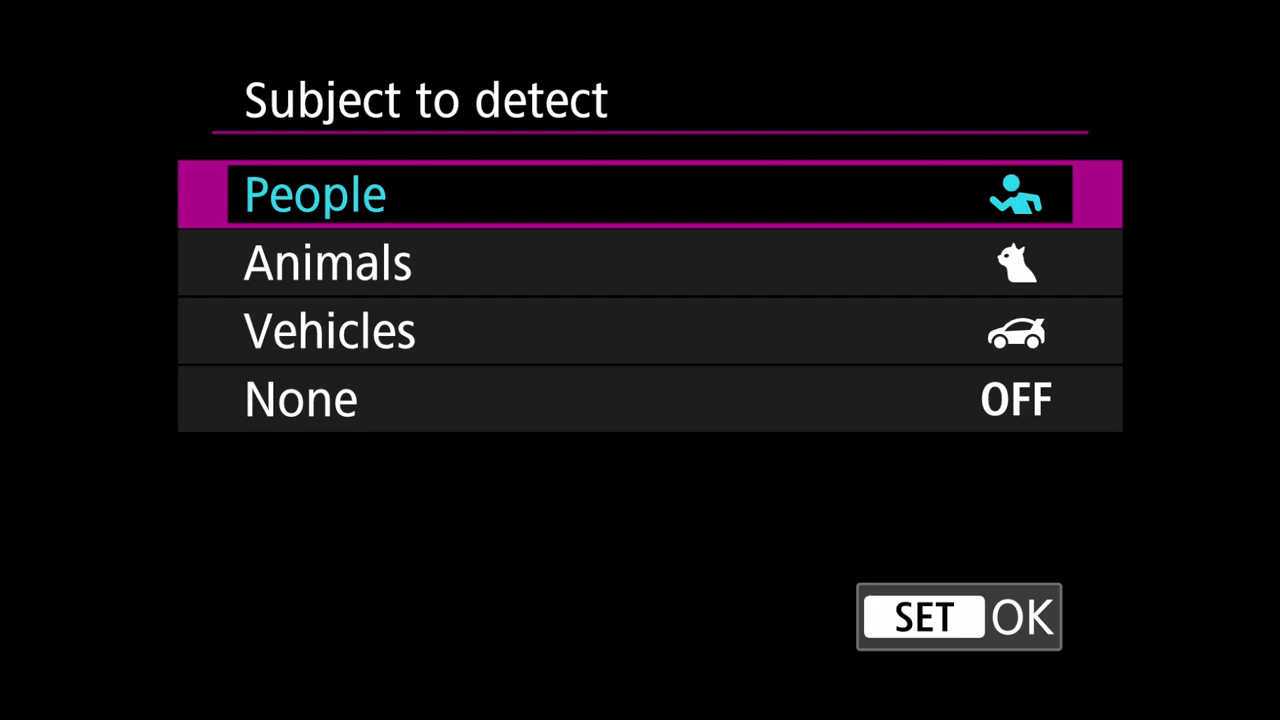 Subject to detect
People
Animals
Vehicles
None OFF
SET OK